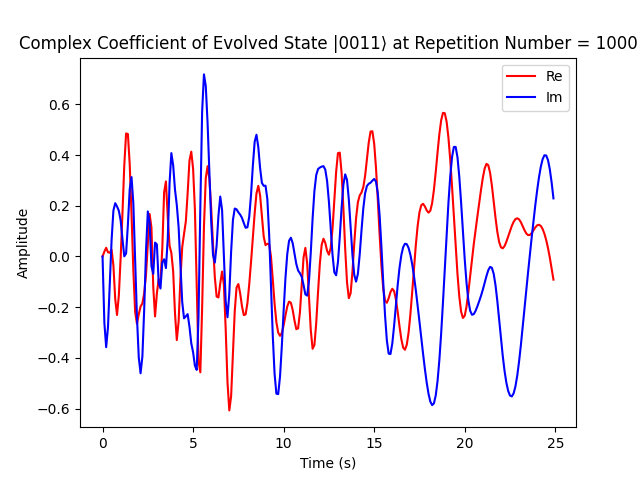 Complex Coefficient of Evolved State |0011⟩ at Repetition Number = 1000
Re
Im
Amplitude
0.6
0.4
0.2
0.0
−0.2
−0.4
−0.6
0 5 10 15 20 25
Time (s)